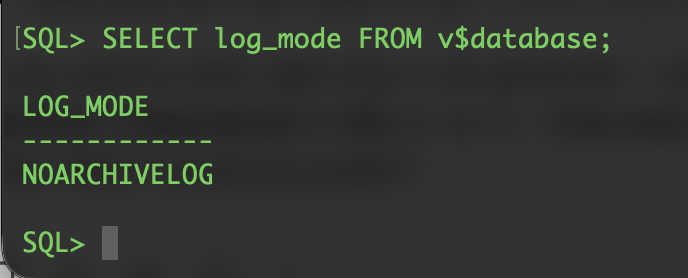 [SQL> SELECT log_mode FROM v$database;
LOG_MODE
------------
NOARCHIVELOG
SQL>